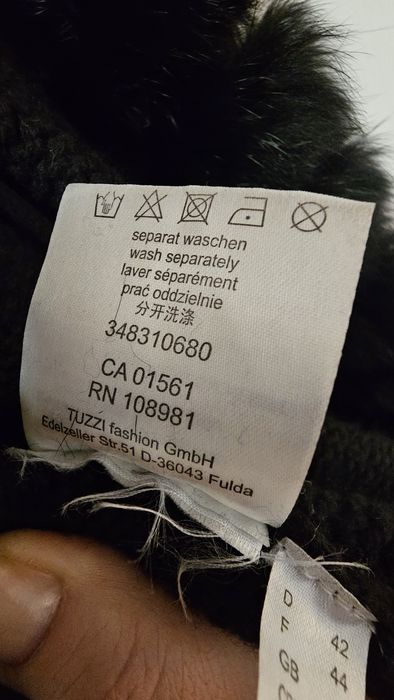 separat waschen
wash separately
laver séparément
prać oddzielnie
分开洗涤
348310680
CA 01561
RN 108981
TUZZI fashion GmbH
Edelzeller Str.51 D-36043 Fulda
D 42
F 44
GB